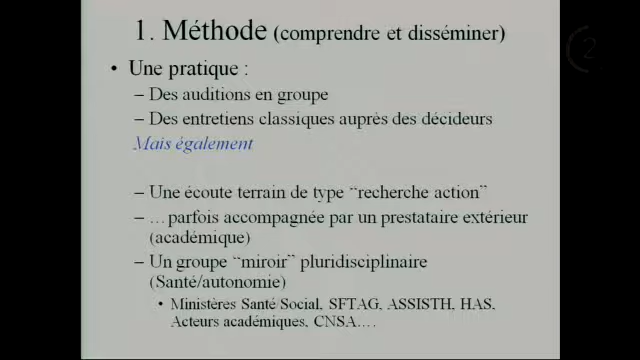 1. Méthode (comprendre et disséminer)
• Une pratique :
– Des auditions en groupe
– Des entretiens classiques auprès des décideurs
Mais également
– Une écoute terrain de type “recherche action”
– …parfois accompagnée par un prestataire extérieur
(académique)
– Un groupe “miroir” pluridisciplinaire
(Santé/autonomie)
• Ministères Santé/Social, SFTAG, ASSISTH, HAS,
Acteurs académiques, CNSA….
2